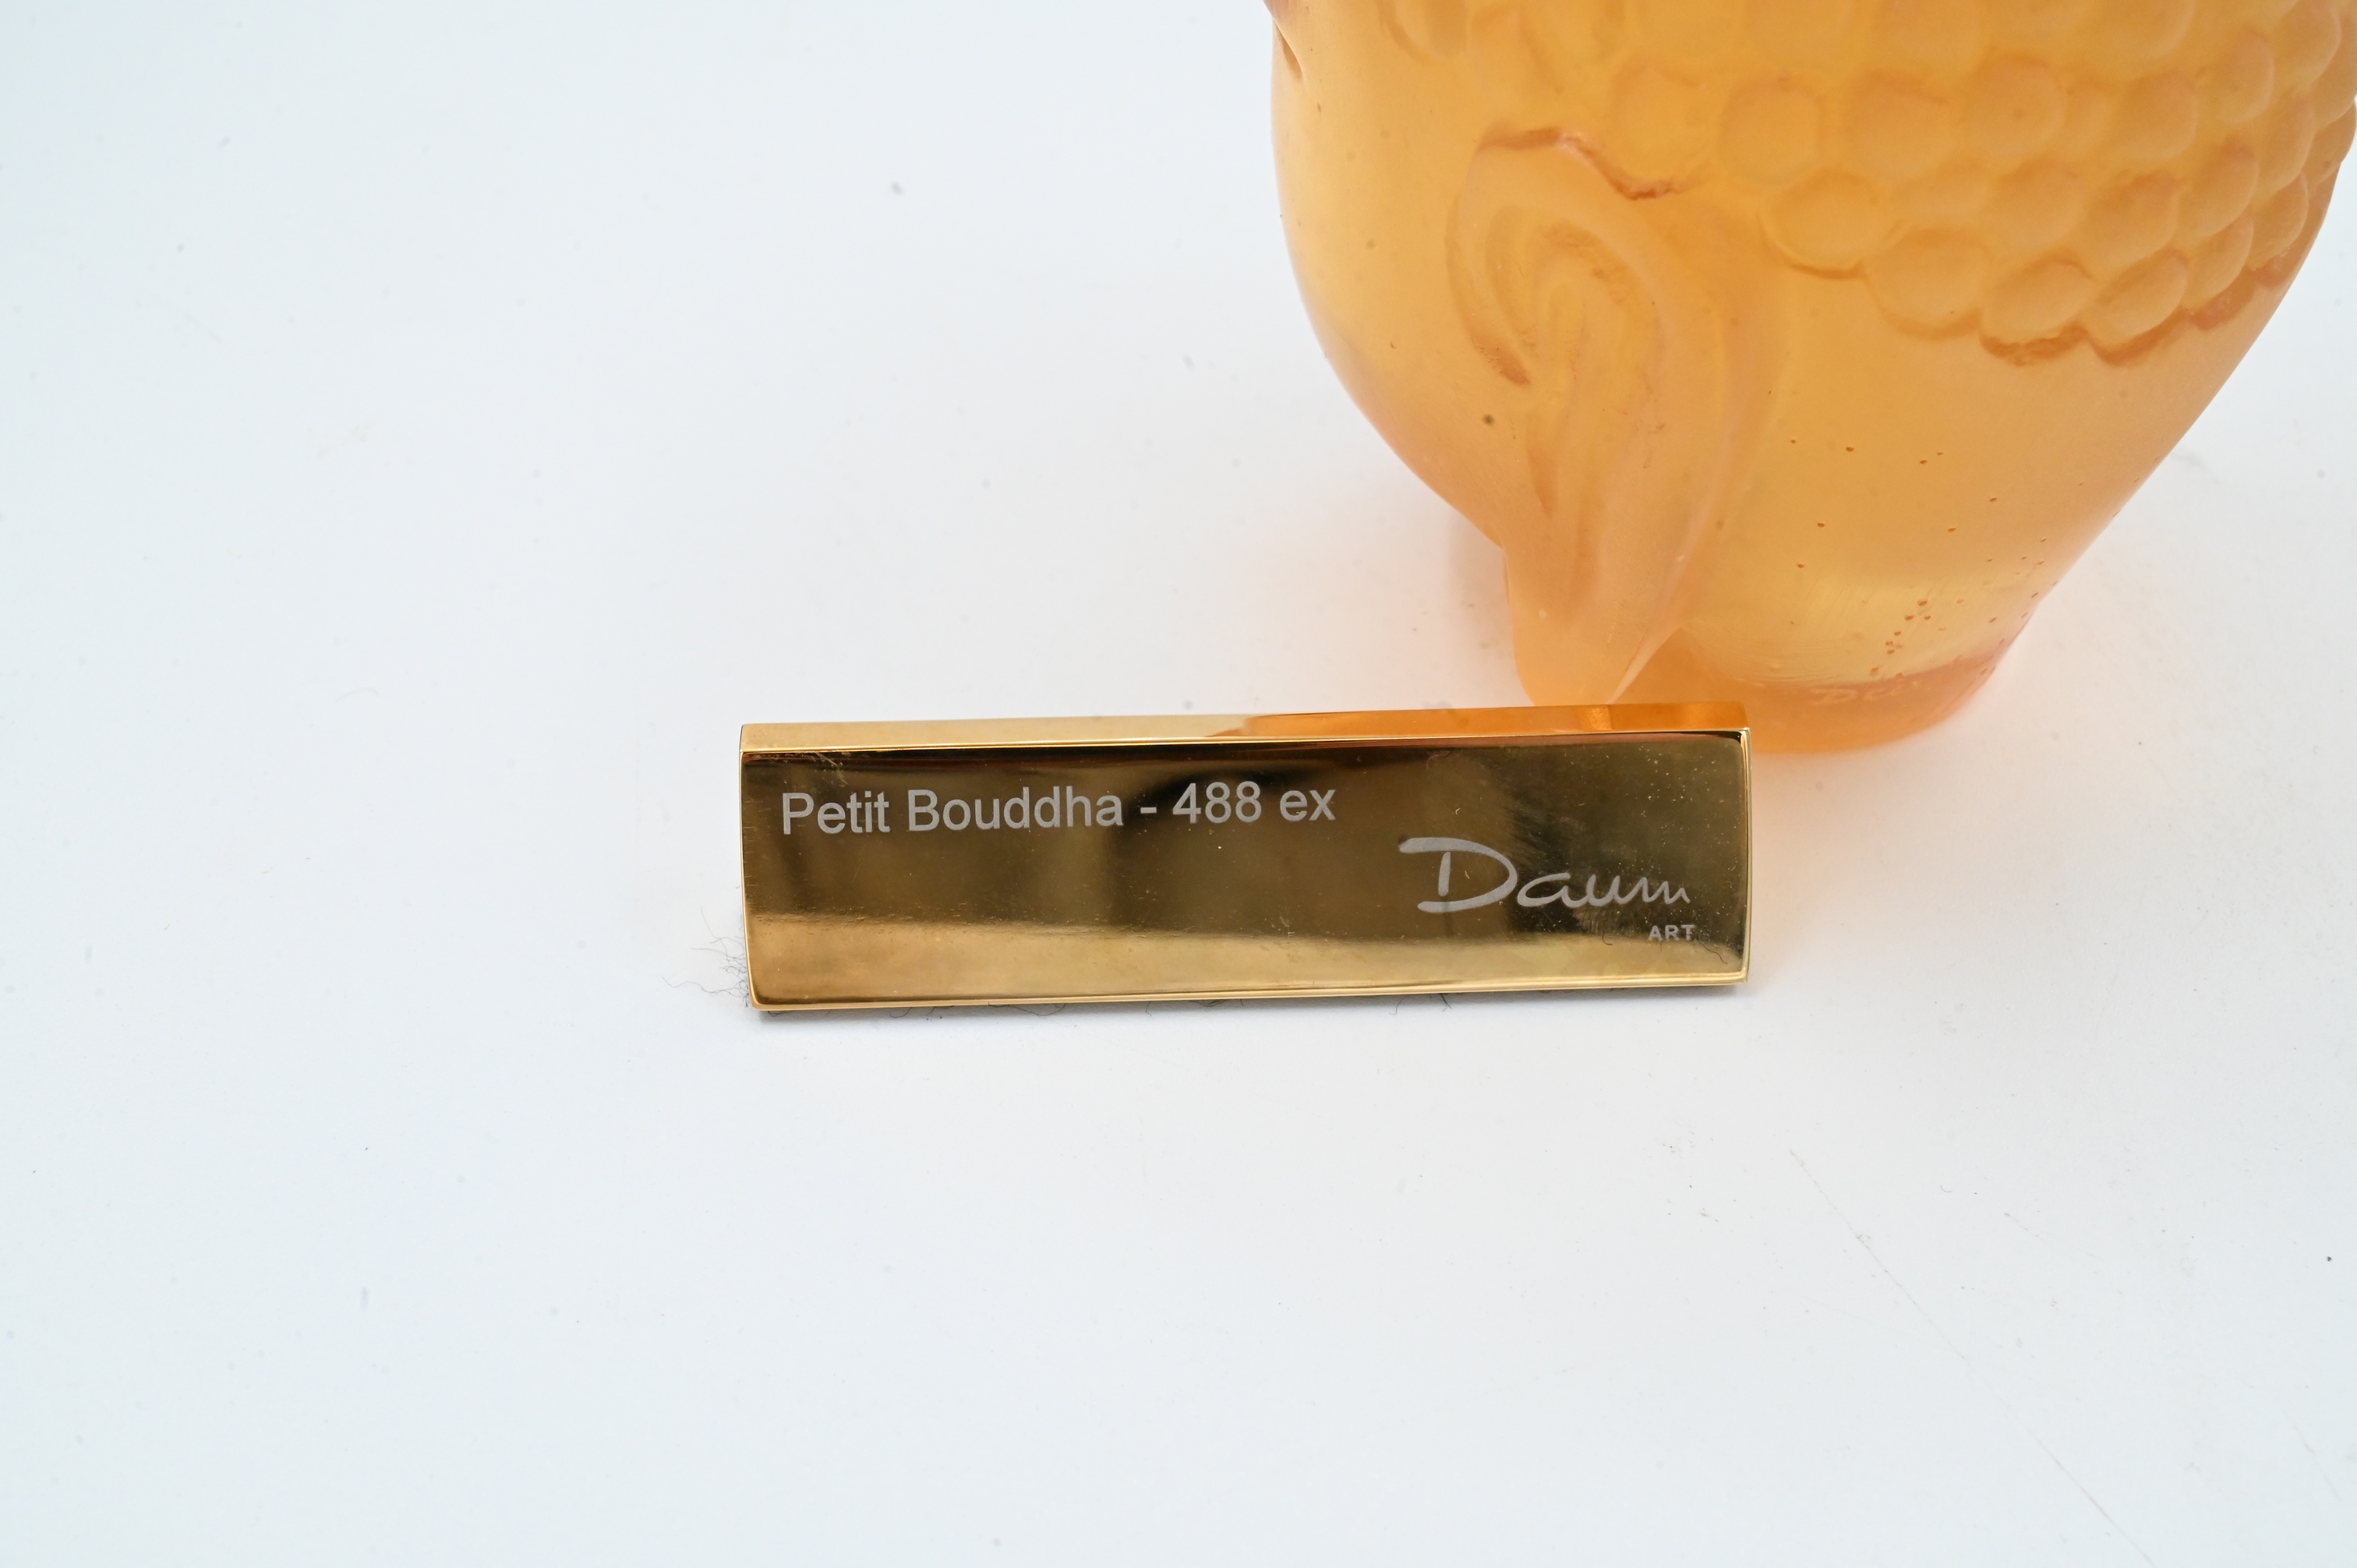 Petit Bouddha - 488 ex
Daum
ART